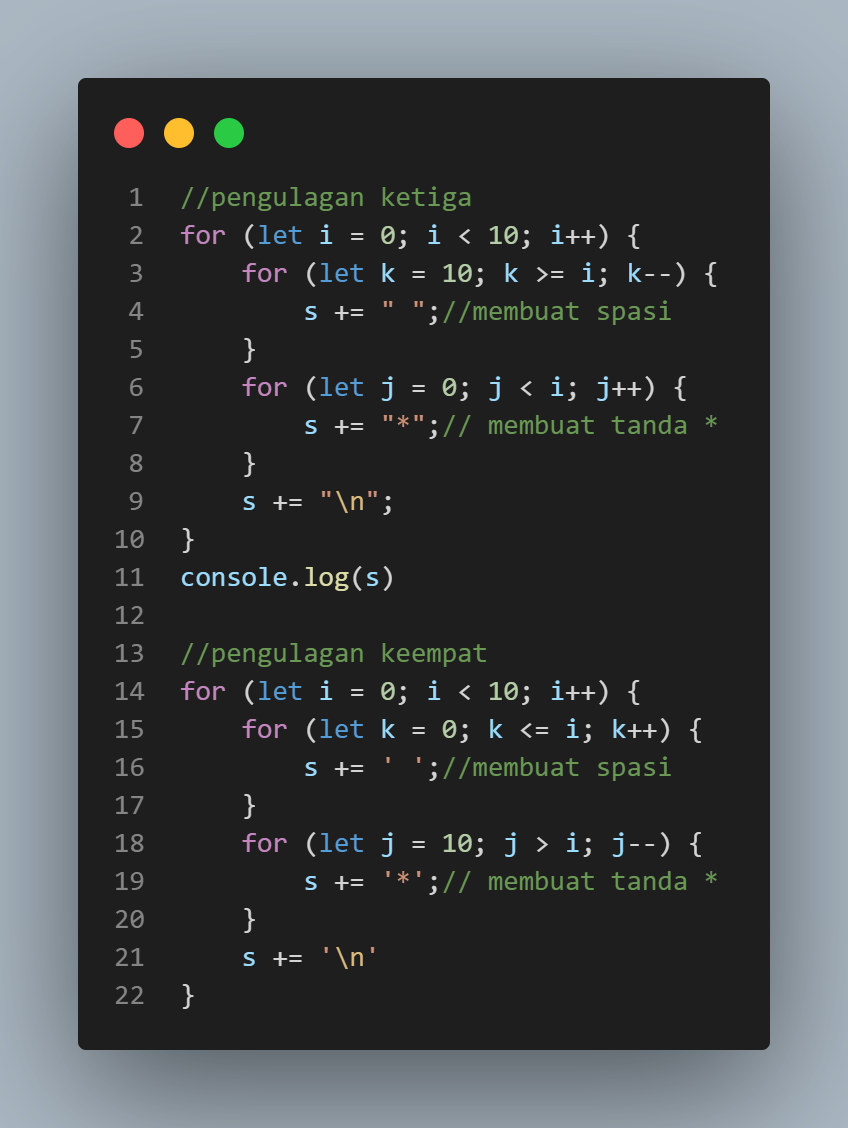 1 //pengulagan ketiga
2 for (let i = 0; i < 10; i++) {
3     for (let k = 10; k >= i; k--) {
4         s += " ";//membuat spasi
5     }
6     for (let j = 0; j < i; j++) {
7         s += "*";// membuat tanda *
8     }
9     s += "\n";
10 }
11 console.log(s)
12
13 //pengulagan keempat
14 for (let i = 0; i < 10; i++) {
15     for (let k = 0; k <= i; k++) {
16         s += ' ';//membuat spasi
17     }
18     for (let j = 10; j > i; j--) {
19         s += '*';// membuat tanda *
20     }
21     s += '\n'
22 }